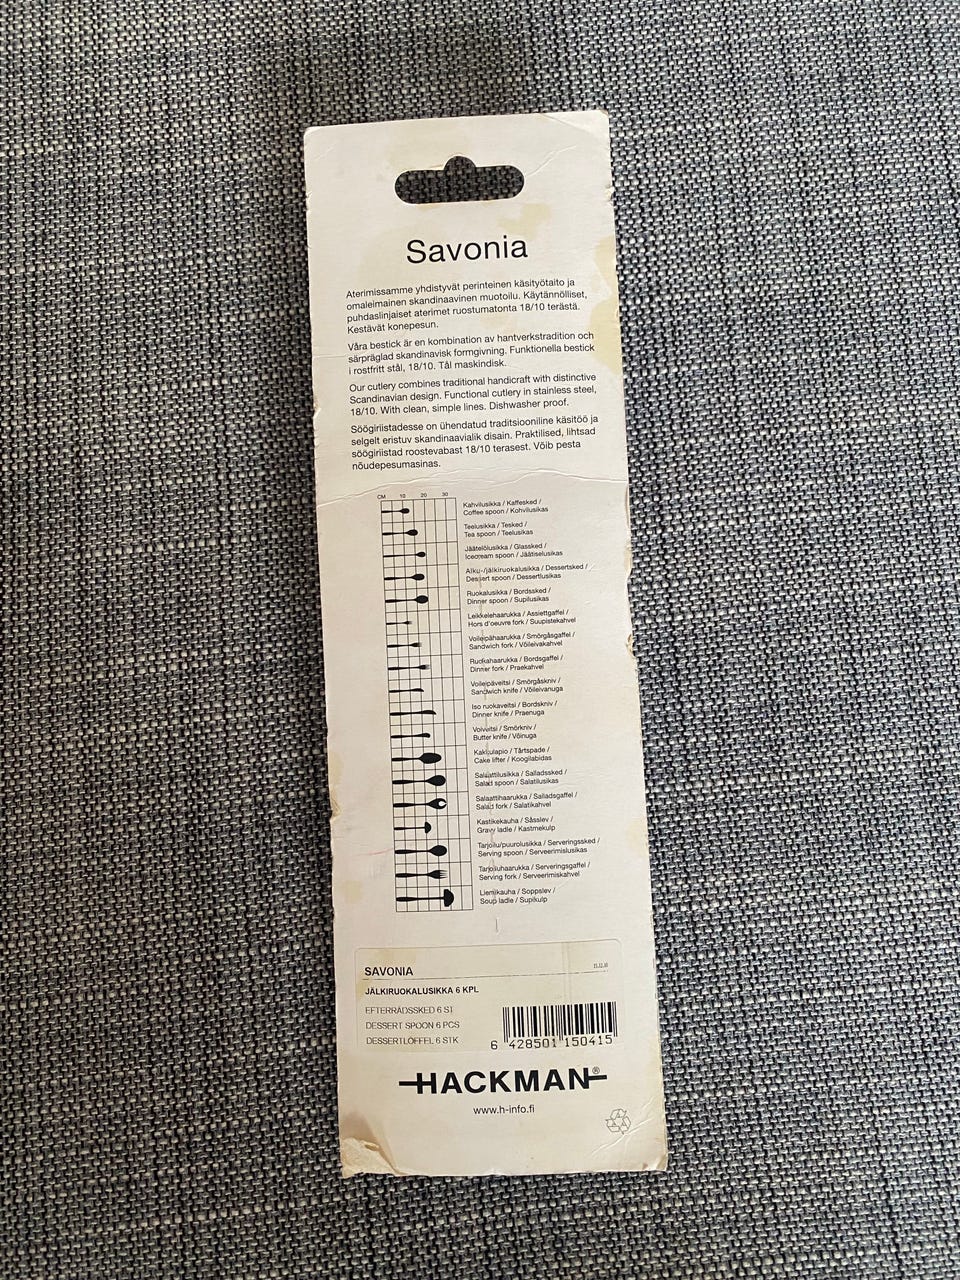 Savonia
Aterimissamme yhdistyvät perinteinen käsityötaito ja
omaleimainen skandinaavinen muotoilu. Käytännölliset,
puhdaslinjaiset aterimet ruostumatonta 18/10 terästä.
Kestävät konepesun.
Våra bestick är en kombination av hantverkstradition och
särpräglad skandinavisk formgivning. Funktionella bestick
i rostfritt stål, 18/10. Tål maskindisk.
Our cutlery combines traditional handicraft with distinctive
Scandinavian design. Functional cutlery in stainless steel,
18/10. With clean, simple lines. Dishwasher proof.
Söögiriistadesse on ühendatud traditsiooniline käsitöö ja
selgelt eristuv skandinaavialik disain. Praktilised, lihtsad
söögiriistad roostevabast 18/10 terasest. Võib pesta
nõudepesumasinas.
CM 10 20 30
Kahvilusikka / Kaffesked /
Coffee spoon / Kohvilusikas
Teelusikka / Tesked /
Tea spoon / Teelusikas
Jäätelölusikka / Glassked /
Icecream spoon / Jäätiselusikas
Alku-/jälkiruokalusikka / Dessertsked /
Dessert spoon / Dessertlusikas
Ruokalusikka / Bordssked /
Dinner spoon / Supilusikas
Leikkelehaarukka / Assiettgaffel /
Hors d'oeuvre fork / Suupistekahvel
Voileipähaarukka / Smörgåsgaffel /
Sandwich fork / Võileivakahvel
Ruokahaarukka / Bordsgaffel /
Dinner fork / Praekahvel
Voileipäveitsi / Smörgåskniv /
Sandwich knife / Võileivanuga
Iso ruokaveitsi / Bordskniv /
Dinner knife / Praenuga
Voiveitsi / Smörkniv /
Butter knife / Võinuga
Kakkulapio / Tårtspade /
Cake lifter / Koogilabidas
Salaattilusikka / Salladssked /
Salad spoon / Salatilusikas
Salaattihaarukka / Salladsgaffel /
Salad fork / Salatikahvel
Kastikekauha / Såsslev /
Gravy ladle / Kastmekulp
Tarjoilu/puurolusikka / Serveringssked /
Serving spoon / Serveerimislusikas
Tarjoiluhaarukka / Serveringsgaffel /
Serving fork / Serveerimiskahvel
Liemikauha / Soppslev /
Soup ladle / Supikulp
SAVONIA
JÄLKIRUOKALUSIKKA 6 KPL
EFTERRÄDSSKED 6 ST
DESSERT SPOON 6 PCS
DESSERTLÖFFEL 6 STK
6 428501 150415
HACKMAN®
www.h-info.fi